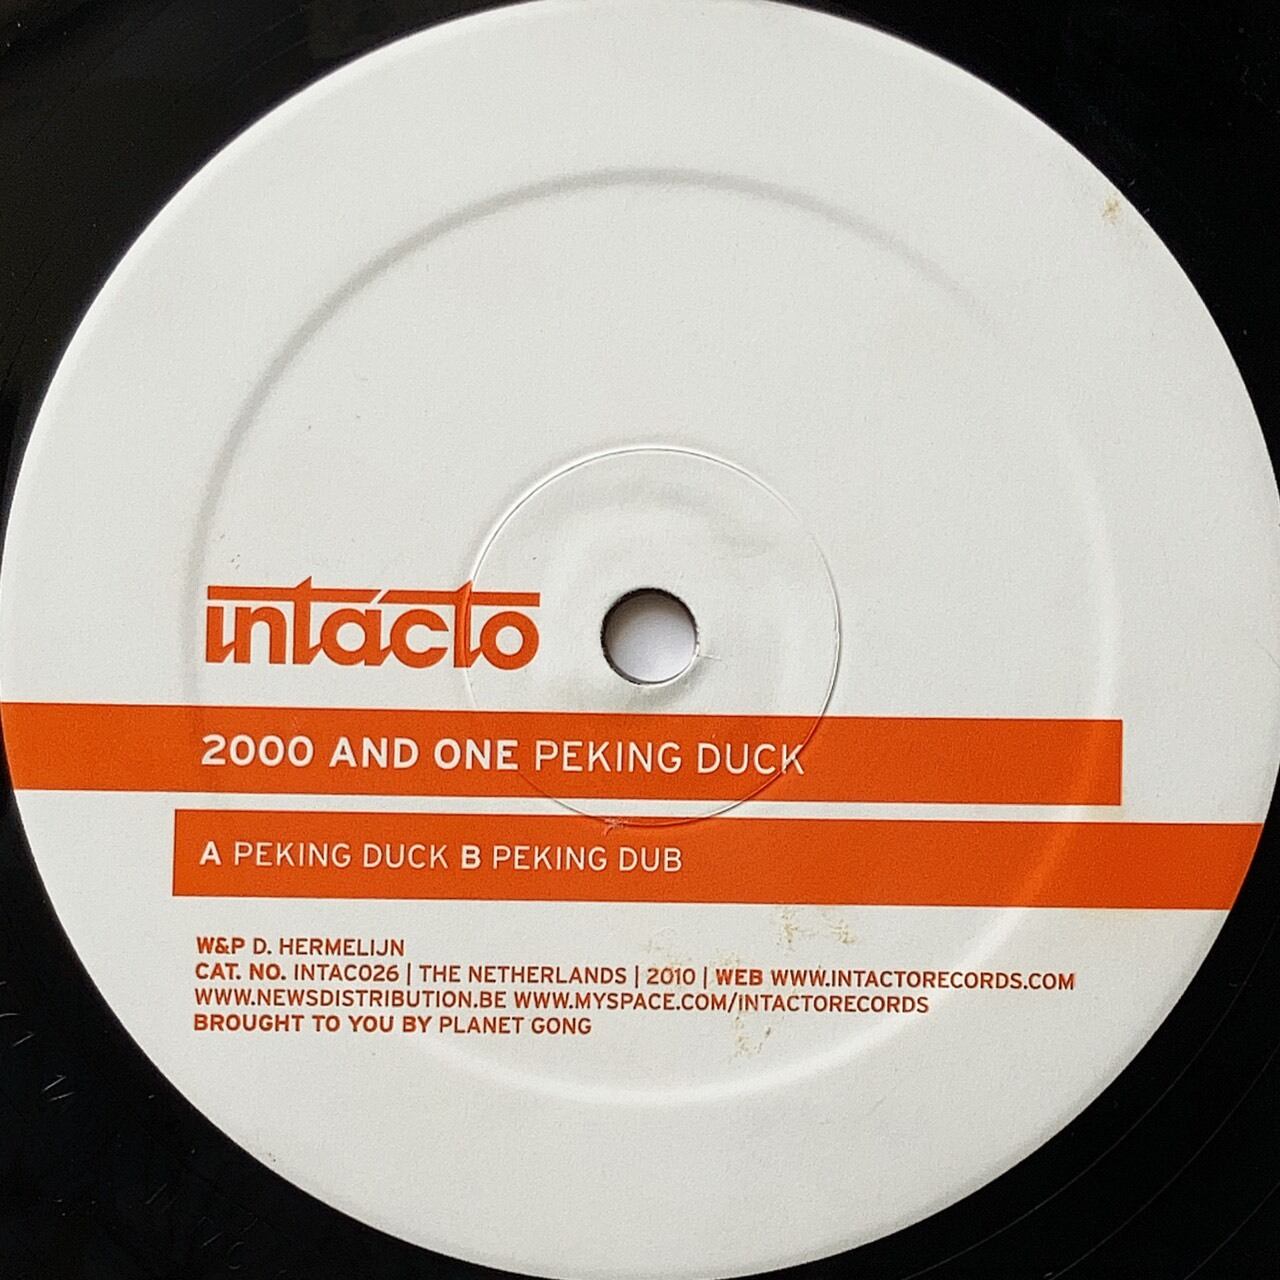 intacto
2000 AND ONE PEKING DUCK
A PEKING DUCK B PEKING DUB
W&P D. HERMELIJN
CAT. NO. INTAC026 | THE NETHERLANDS | 2010 | WEB WWW.INTACTORECORDS.COM
WWW.NEWSDISTRIBUTION.BE WWW.MYSPACE.COM/INTACTORECORDS
BROUGHT TO YOU BY PLANET GONG